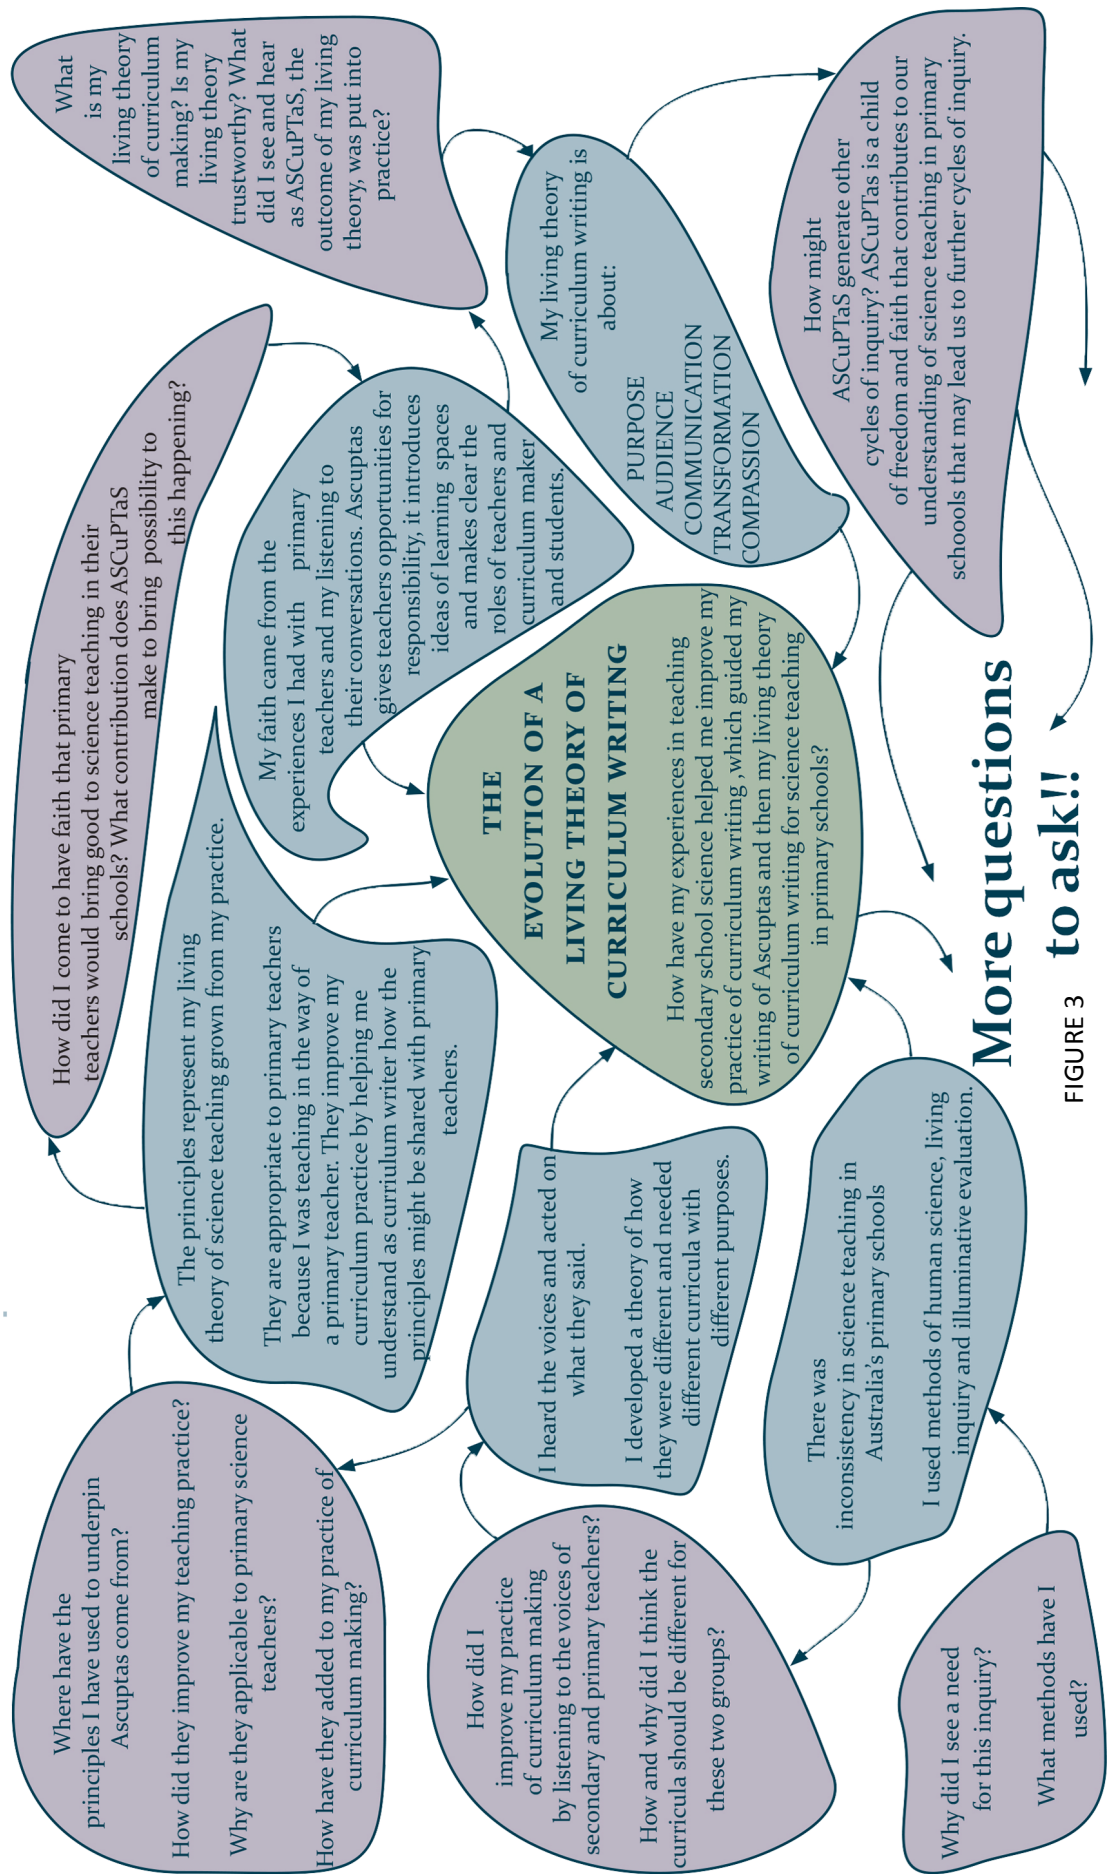 Where have the
principles I have used to underpin
Ascuptas come from?
How did they improve my teaching practice?
Why are they applicable to primary science
teachers?
How have they added to my practice of
curriculum making?
The principles represent my living
theory of science teaching grown from my practice.
They are appropriate to primary teachers
because I was teaching in the way of
a primary teacher. They improve my
curriculum practice by helping me
understand as curriulum writer how the
principles might be shared with primary
teachers.
How did I come to have faith that primary
teachers would bring good to science teaching in their
schools? What contribution does ASCuPTaS
make to bring possibility to
this happening?
My faith came from the
experiences I had with primary
teachers and my listening to
their conversations. Ascuptas
gives teachers opportunities for
responsibility, it introduces
ideas of learning spaces
and makes clear the
roles of teachers and
curriculum maker
and students.
What
is my
living theory
of curriculum
making? Is my
living theory
trustworthy? What
did I see and hear
as ASCuPTaS, the
outcome of my living
theory, was put into
practice?
How did I
improve my practice
of curriculum making
by listening to the voices of
secondary and primary teachers?
How and why did I think the
curricula should be different for
these two groups?
I heard the voices and acted on
what they said.
I developed a theory of how
they were different and needed
different curricula with
different purposes.
THE
EVOLUTION OF A
LIVING THEORY OF
CURRICULUM WRITING
How have my experiences in teaching
secondary school science helped me improve my
practice of curriculum writing ,which guided my
writing of Ascuptas and then my living theory
of curriculum writing for science teaching
in primary schools?
My living theory
of curriculum writing is
about:
PURPOSE
AUDIENCE
COMMUNICATION
TRANSFORMATION
COMPASSION
Why did I see a need
for this inquiry?
What methods have I
used?
There was
inconsistency in science teaching in
Australia's primary schools
I used methods of human science, living
inquiry and illuminative evaluation.
How might
ASCuPTaS generate other
cycles of inquiry? ASCuPTas is a child
of freedom and faith that contributes to our
understanding of science teaching in primary
schoools that may lead us to further cycles of inquiry.
More questions
to ask!!
FIGURE 3